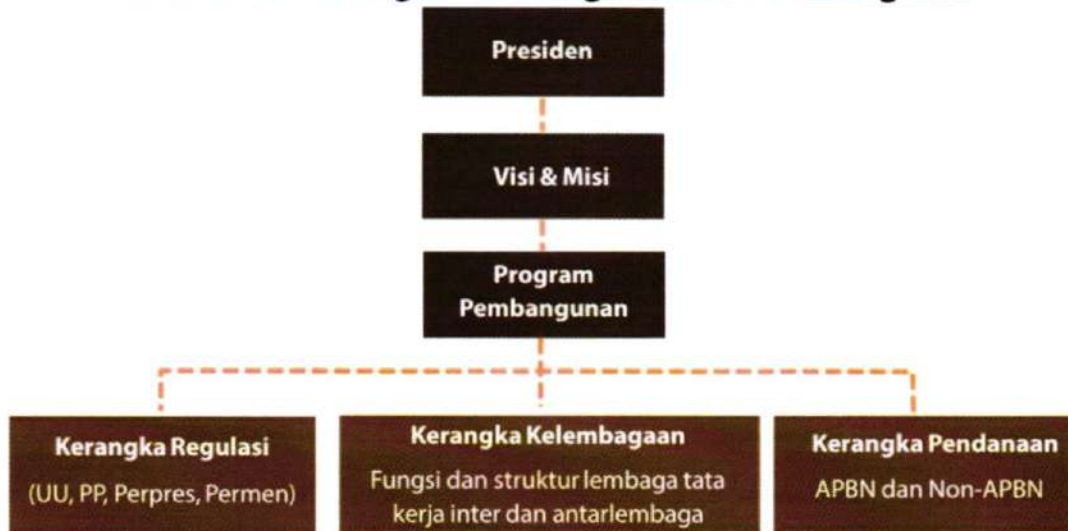 Presiden
Visi & Misi
Program
Pembangunan
Kerangka Regulasi
(UU, PP, Perpres, Permen)
Kerangka Kelembagaan
Fungsi dan struktur lembaga tata
kerja inter dan antarlembaga
Kerangka Pendanaan
APBN dan Non-APBN